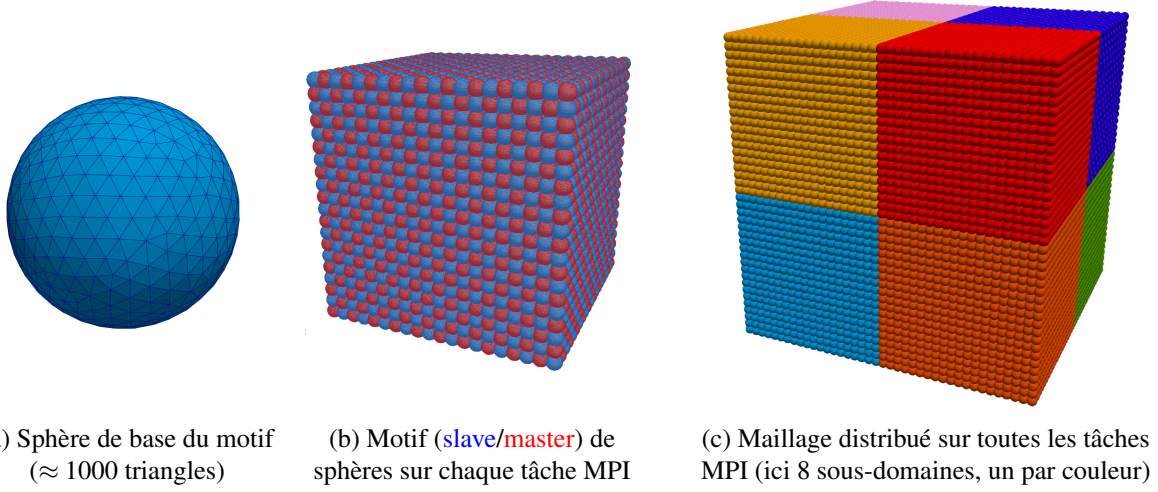 ) Sphère de base du motif
(≈ 1000 triangles)
(b) Motif (slave/master) de
sphères sur chaque tâche MPI
(c) Maillage distribué sur toutes les tâches
MPI (ici 8 sous-domaines, un par couleur)